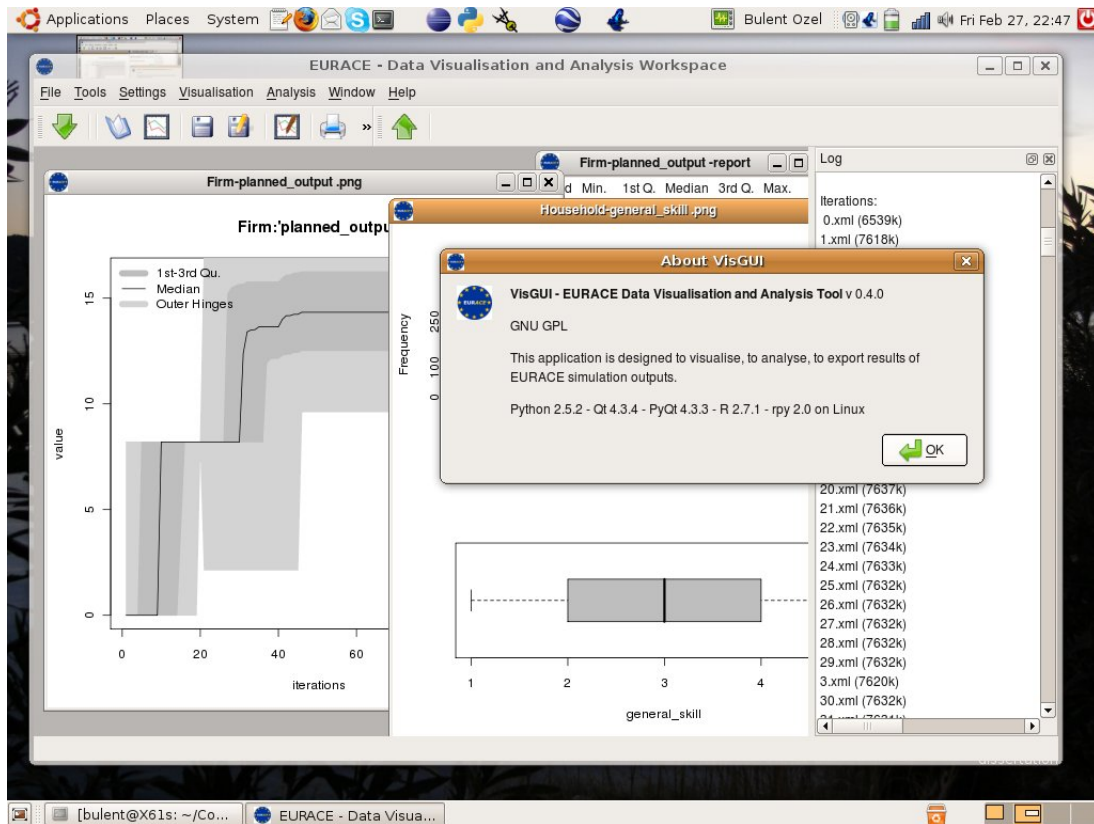 Applications Places System
Bulent Ozel
Fri Feb 27, 22:47
EURACE - Data Visualisation and Analysis Workspace
File Tools Settings Visualisation Analysis Window Help
»
Firm-planned_output -report
d Min. 1st Q. Median 3rd Q. Max.
Log
Iterations:
0.xml (6539k)
1.xml (7618k)
Firm-planned_output .png
Firm:'planned_outpu
1st-3rd Qu.
Median
Outer Hinges
15
10
5
0
value
0 20 40 60
iterations
Household-general_skill .png
Frequency
250
100
0
About VisGUI
EURACE
VisGUI - EURACE Data Visualisation and Analysis Tool v 0.4.0
GNU GPL
This application is designed to visualise, to analyse, to export results of
EURACE simulation outputs.
Python 2.5.2 - Qt 4.3.4 - PyQt 4.3.3 - R 2.7.1 - rpy 2.0 on Linux
OK
1 2 3 4
general_skill
20.xml (7637k)
21.xml (7636k)
22.xml (7635k)
23.xml (7634k)
24.xml (7633k)
25.xml (7632k)
26.xml (7632k)
27.xml (7632k)
28.xml (7632k)
29.xml (7632k)
3.xml (7620k)
30.xml (7632k)
dissertation
[bulent@X61s: ~/Co...
EURACE - Data Visua...